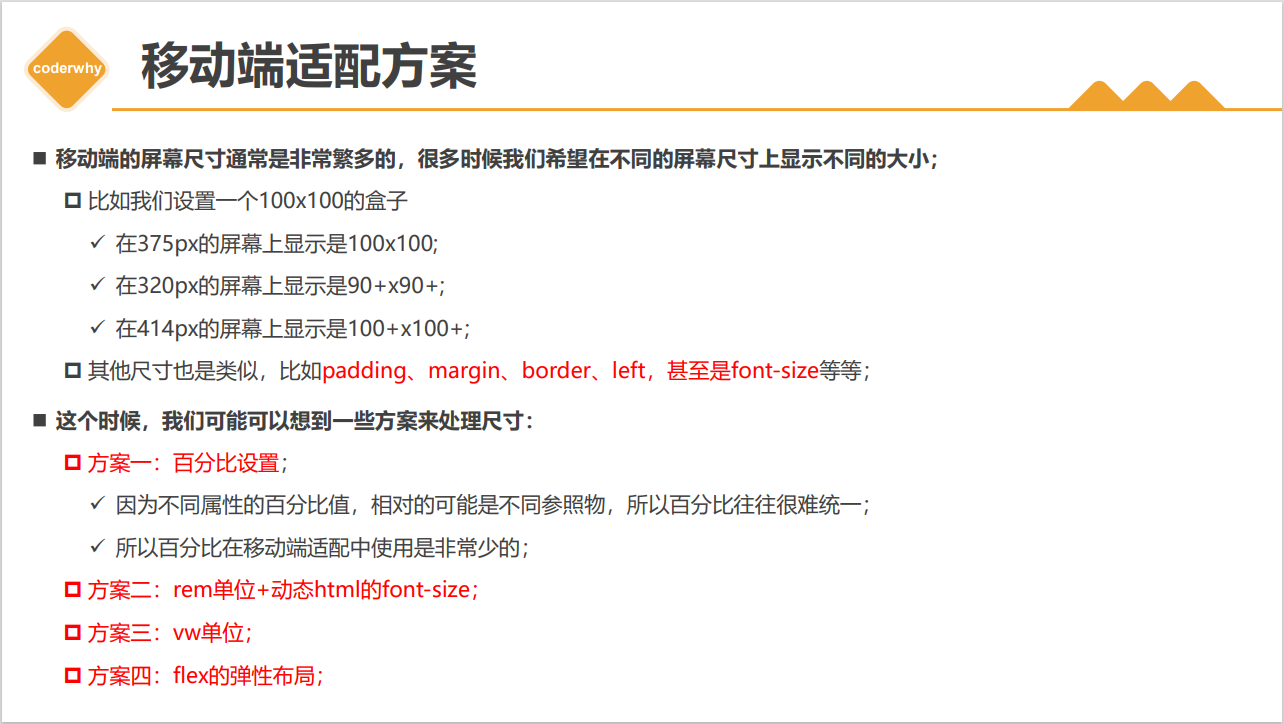 coderwhy
移动端适配方案
移动端的屏幕尺寸通常是非常繁多的，很多时候我们希望在不同的屏幕尺寸上显示不同的大小；
比如我们设置一个100x100的盒子
在375px的屏幕上显示是100x100;
在320px的屏幕上显示是90+x90+;
在414px的屏幕上显示是100+x100+;
其他尺寸也是类似，比如padding、margin、border、left，甚至是font-size等等；
这个时候，我们可能可以想到一些方案来处理尺寸：
方案一：百分比设置；
因为不同属性的百分比值，相对的可能是不同参照物，所以百分比往往很难统一；
所以百分比在移动端适配中使用是非常少的；
方案二：rem单位+动态html的font-size；
方案三：vw单位；
方案四：flex的弹性布局；